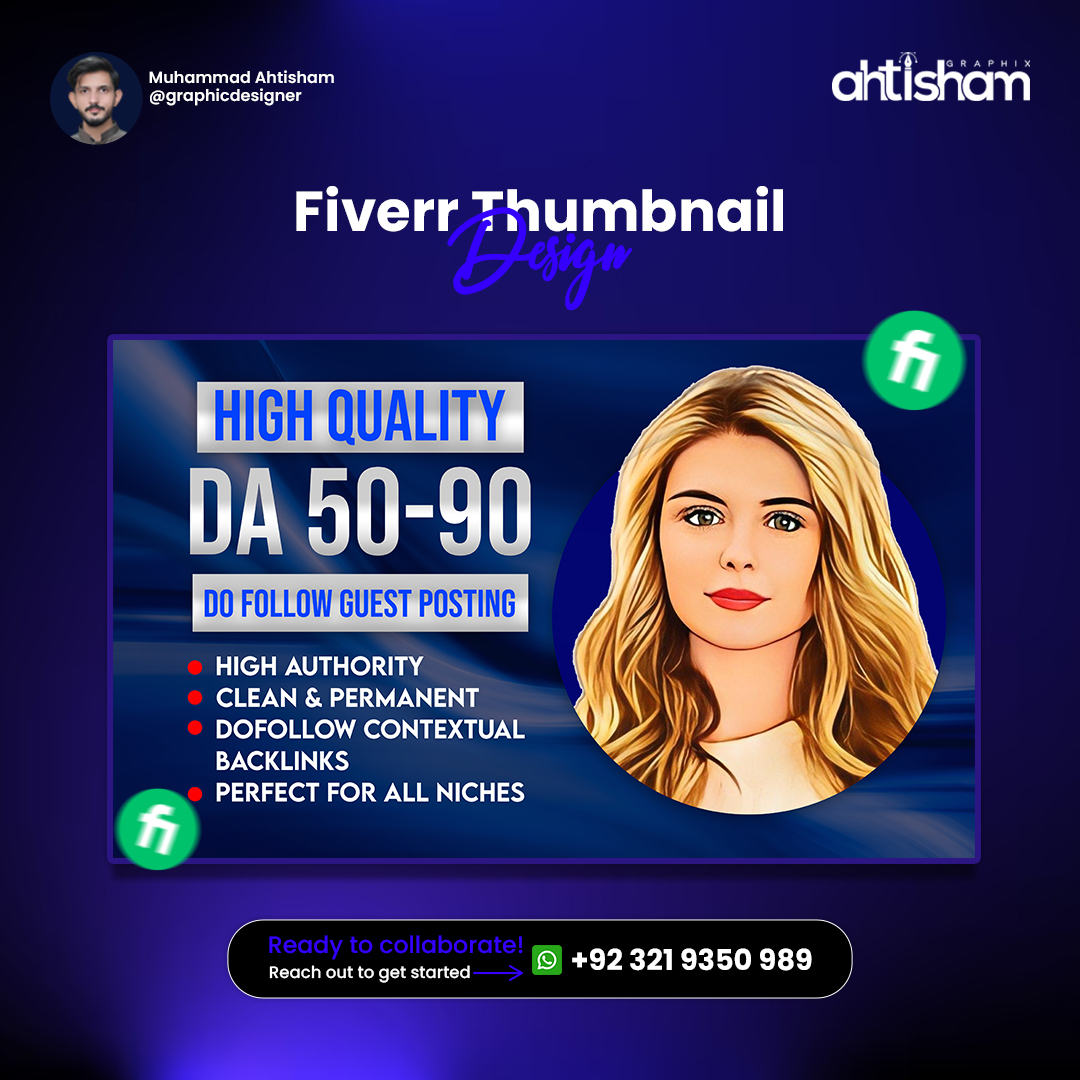 Muhammad Ahtisham
@graphicdesigner
GRAPHIX
ahtisham
Fiverr Thumbnail
Design
fi
HIGH QUALITY
DA 50-90
DO FOLLOW GUEST POSTING
HIGH AUTHORITY
CLEAN & PERMANENT
DOFOLLOW CONTEXTUAL
BACKLINKS
PERFECT FOR ALL NICHES
fi
Ready to collaborate!
Reach out to get started
+92 321 9350 989